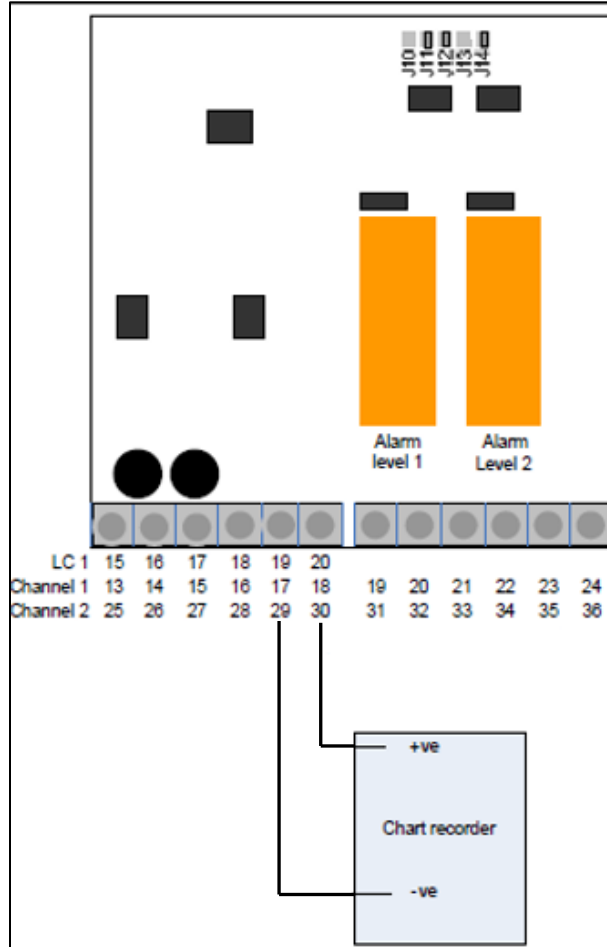 J10 J11 J12 J13 J14
Alarm
level 1
Alarm
Level 2
LC 1 15 16 17 18 19 20
Channel 1 13 14 15 16 17 18 19 20 21 22 23 24
Channel 2 25 26 27 28 29 30 31 32 33 34 35 36
+ve
Chart recorder
-ve